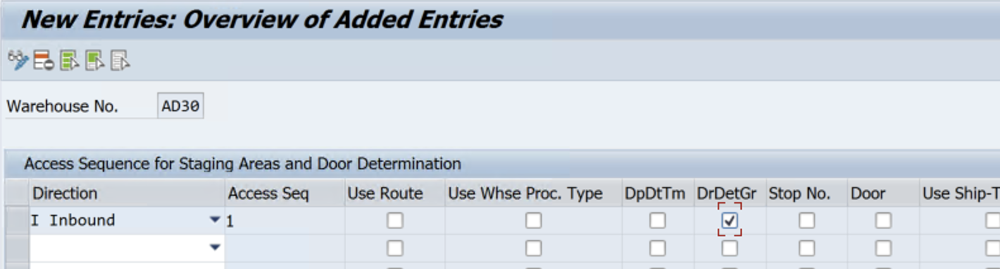 New Entries: Overview of Added Entries
Warehouse No. AD30
Access Sequence for Staging Areas and Door Determination
Direction Access Seq Use Route Use Whse Proc. Type DpDtTm DrDetGr Stop No. Door Use Ship-T
I Inbound 1